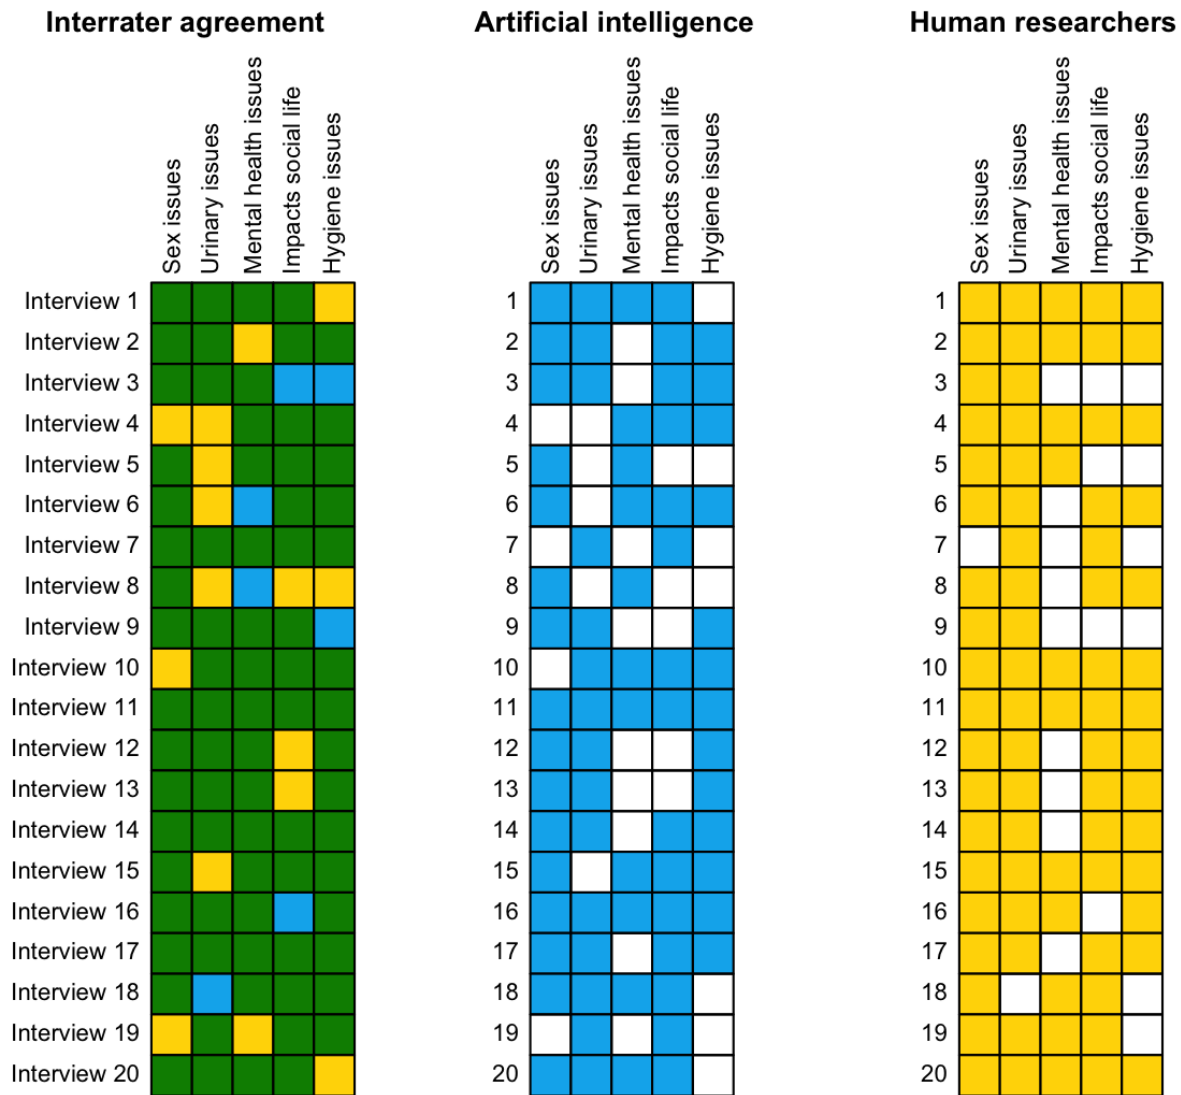 Interrater agreement
Sex issues
Urinary issues
Mental health issues
Impacts social life
Hygiene issues
Interview 1
Interview 2
Interview 3
Interview 4
Interview 5
Interview 6
Interview 7
Interview 8
Interview 9
Interview 10
Interview 11
Interview 12
Interview 13
Interview 14
Interview 15
Interview 16
Interview 17
Interview 18
Interview 19
Interview 20
Artificial intelligence
Sex issues
Urinary issues
Mental health issues
Impacts social life
Hygiene issues
1
2
3
4
5
6
7
8
9
10
11
12
13
14
15
16
17
18
19
20
Human researchers
Sex issues
Urinary issues
Mental health issues
Impacts social life
Hygiene issues
1
2
3
4
5
6
7
8
9
10
11
12
13
14
15
16
17
18
19
20